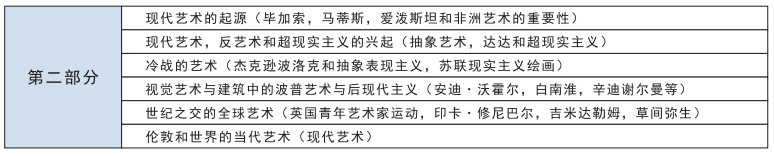 第二部分
现代艺术的起源（毕加索，马蒂斯，爱泼斯坦和非洲艺术的重要性）
现代艺术，反艺术和超现实主义的兴起（抽象艺术，达达和超现实主义）
冷战的艺术（杰克逊波洛克和抽象表现主义，苏联现实主义绘画）
视觉艺术与建筑中的波普艺术与后现代主义（安迪·沃霍尔，白南淮，辛迪谢尔曼等）
世纪之交的全球艺术（英国青年艺术家运动，印卡·修尼巴尔，吉米达勒姆，草间弥生）
伦敦和世界的当代艺术（现代艺术）